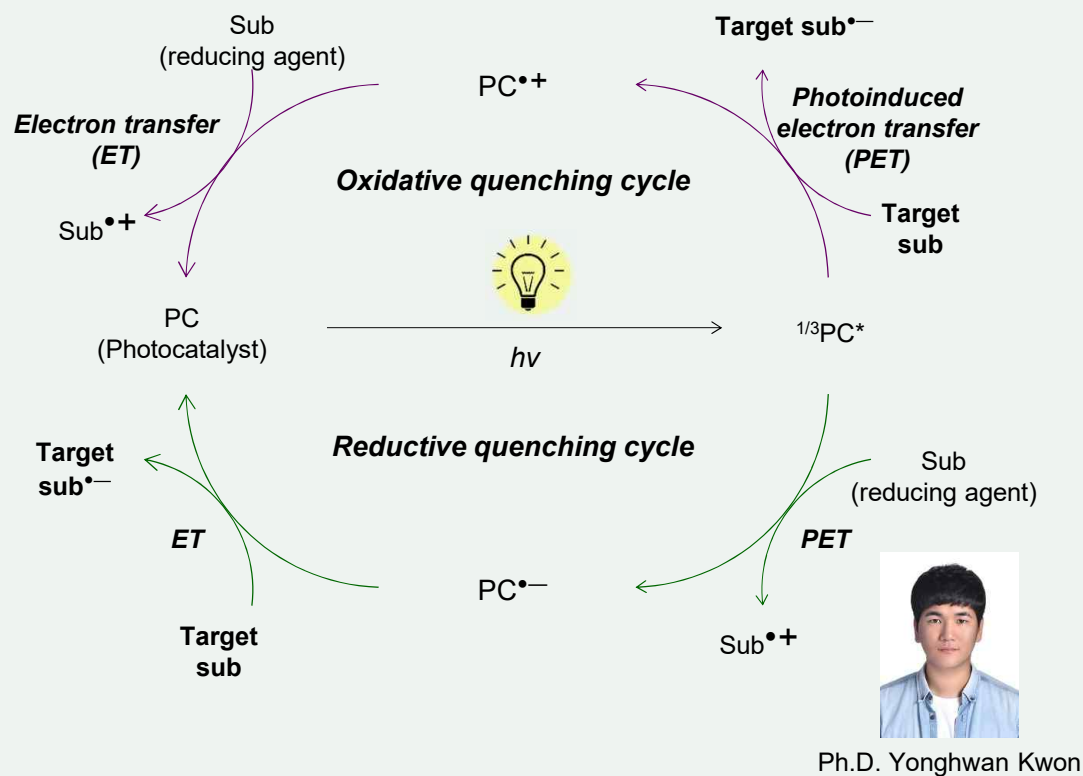 Sub
(reducing agent)
Target sub•—
PC•+
Electron transfer
(ET)
Photoinduced
electron transfer
(PET)
Oxidative quenching cycle
Sub•+
Target
sub
PC
(Photocatalyst)
hv
1/3PC*
Reductive quenching cycle
Target
sub•—
Sub
(reducing agent)
ET
PET
PC•—
Target
sub
Sub•+
Ph.D. Yonghwan Kwon